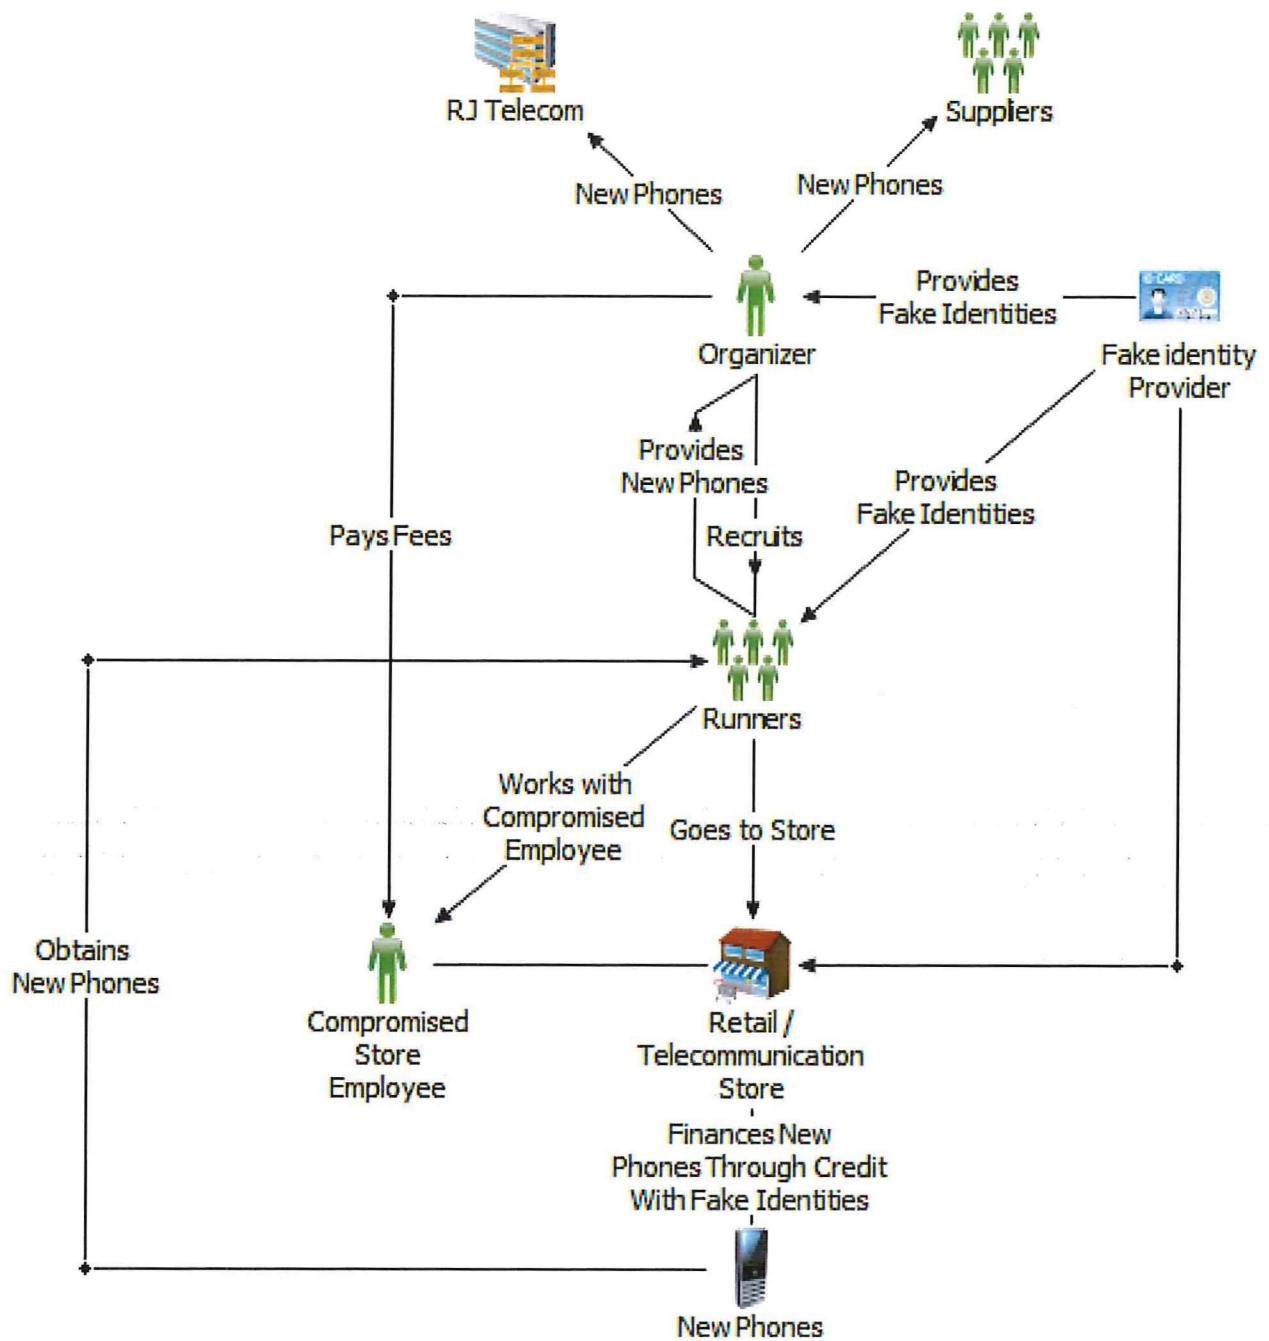 RJ Telecom
Suppliers
New Phones
New Phones
Provides
Fake Identities
ID CARD
Organizer
Fake identity
Provider
Provides
New Phones
Provides
Fake Identities
Pays Fees
Recruits
Runners
Works with
Compromised
Employee
Goes to Store
Obtains
New Phones
Compromised
Store
Employee
Retail /
Telecommunication
Store
Finances New
Phones Through Credit
With Fake Identities
New Phones